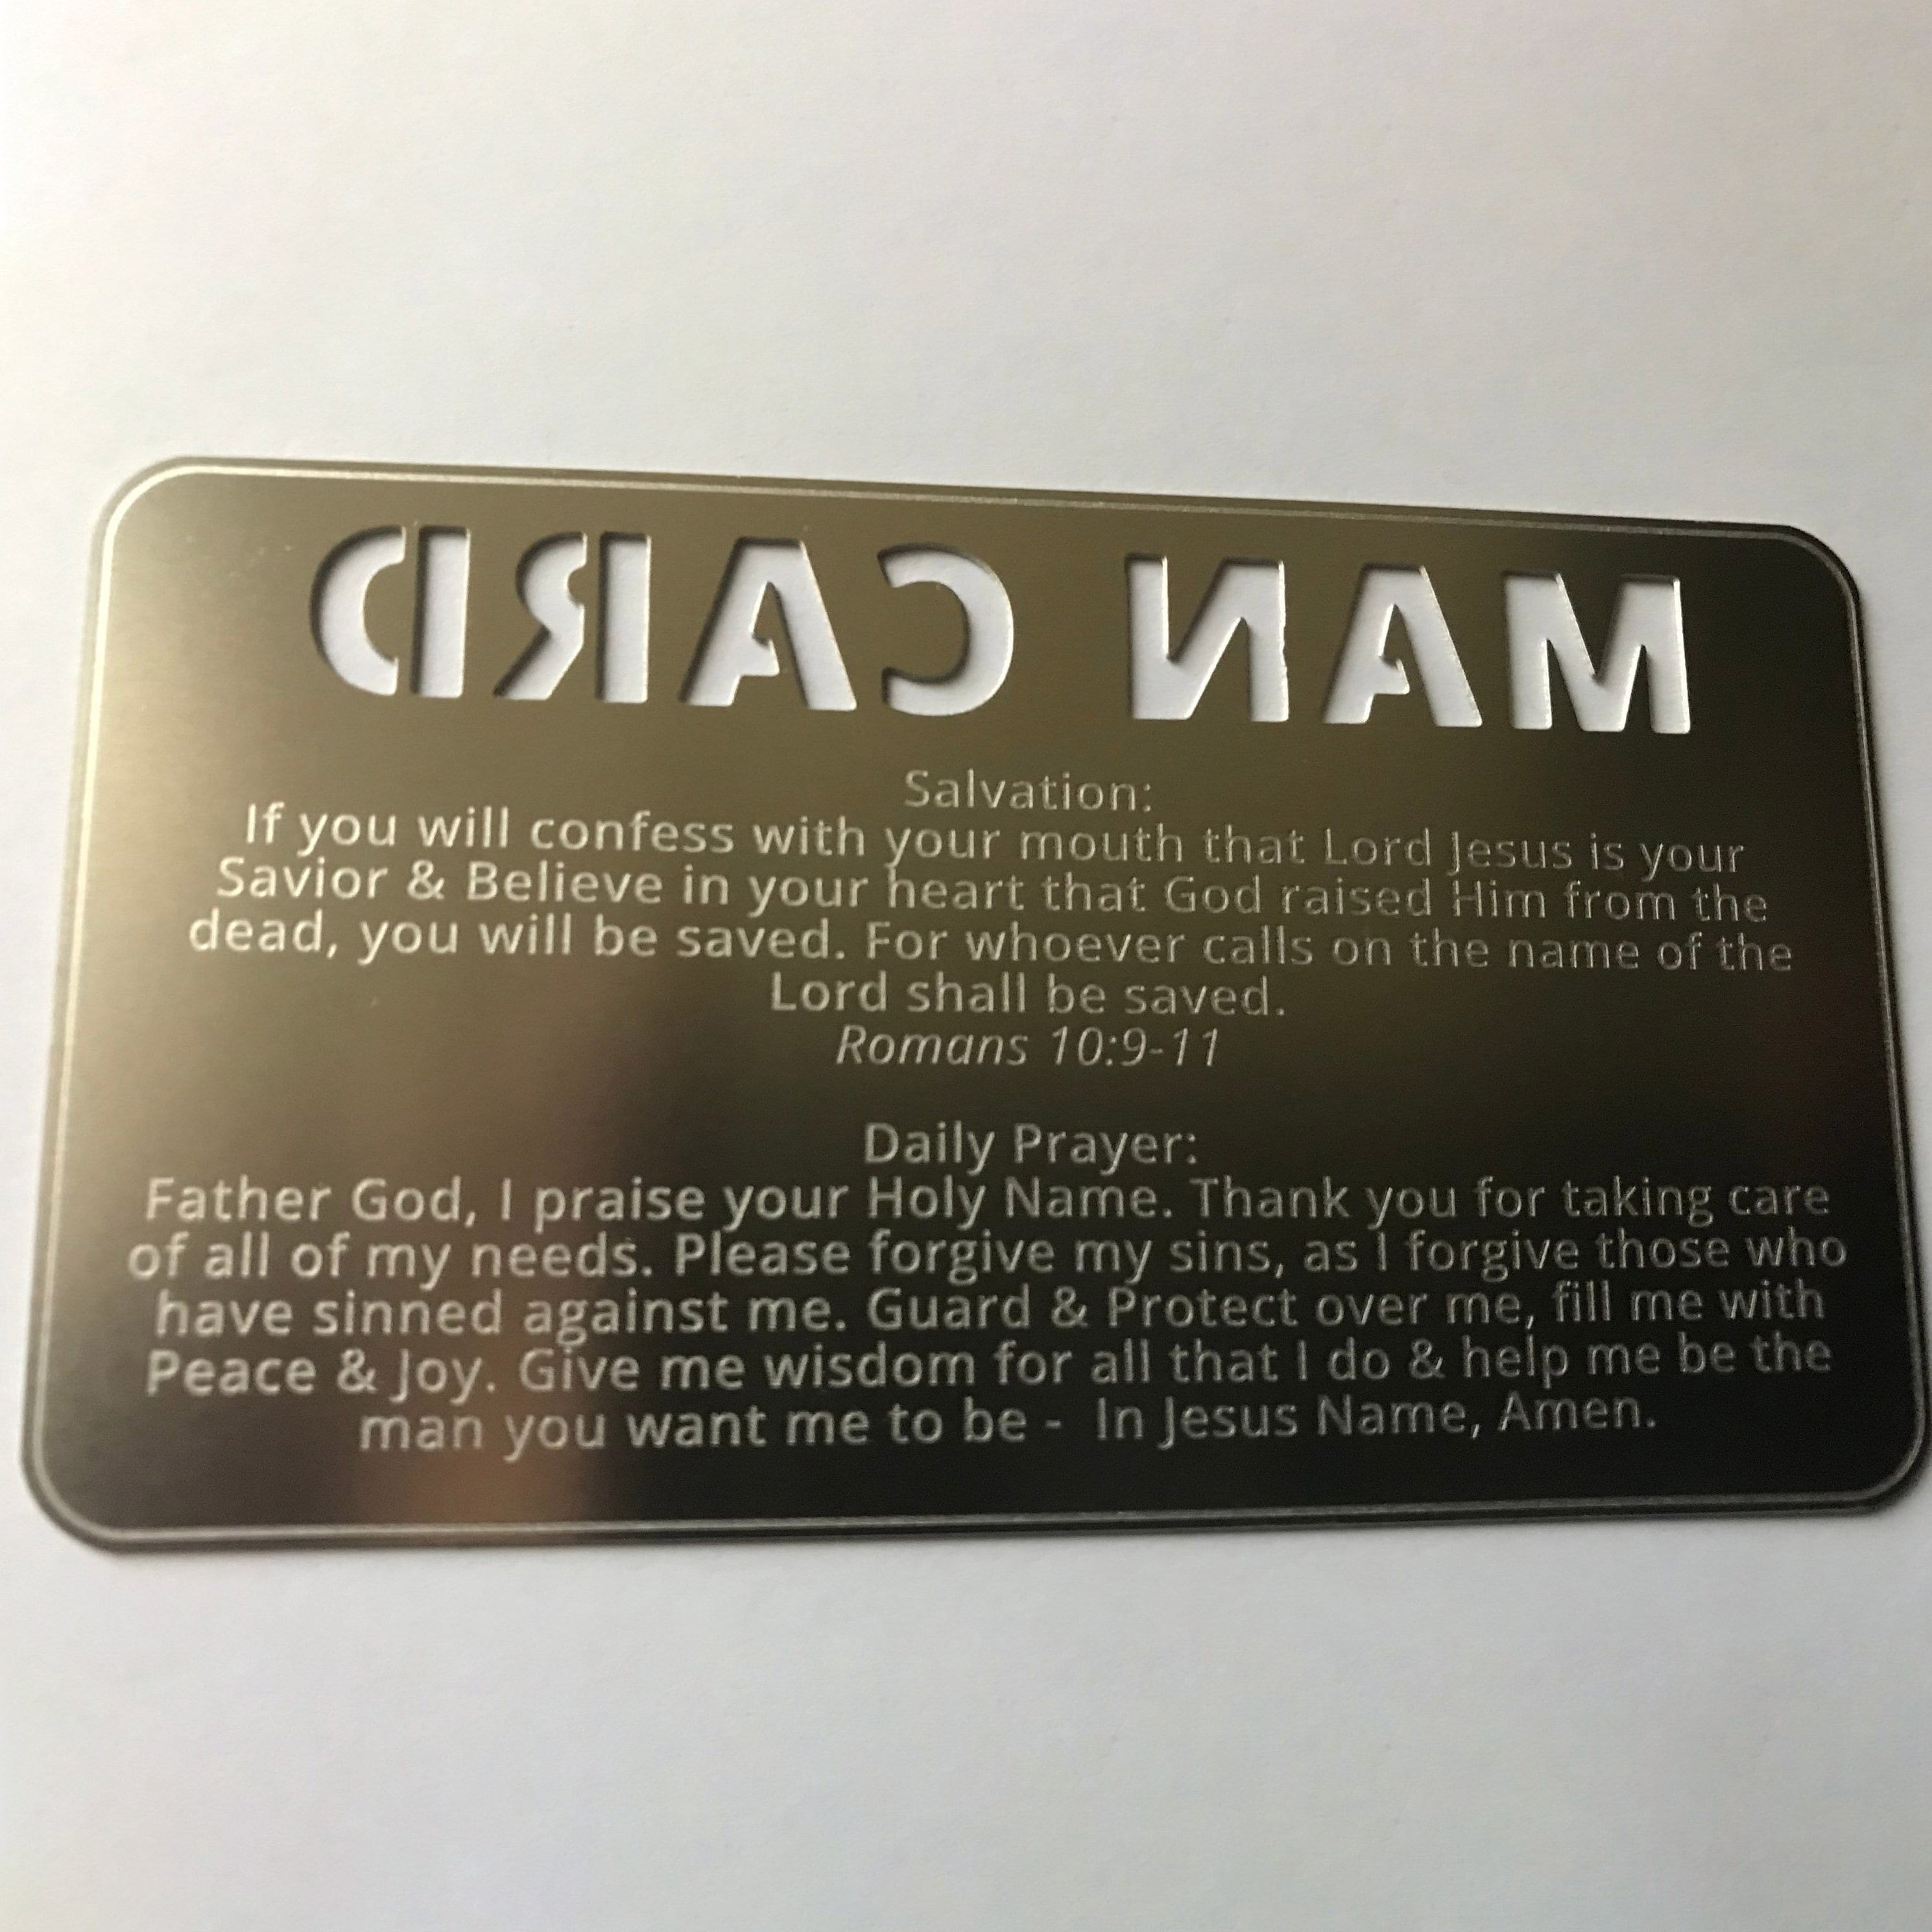 MAN CARD
Salvation:
If you will confess with your mouth that Lord Jesus is your
Savior & Believe in your heart that God raised Him from the
dead, you will be saved. For whoever calls on the name of the
Lord shall be saved.
Romans 10:9-11
Daily Prayer:
Father God, I praise your Holy Name. Thank you for taking care
of all of my needs. Please forgive my sins, as I forgive those who
have sinned against me. Guard & Protect over me, fill me with
Peace & Joy. Give me wisdom for all that I do & help me be the
man you want me to be - In Jesus Name, Amen.